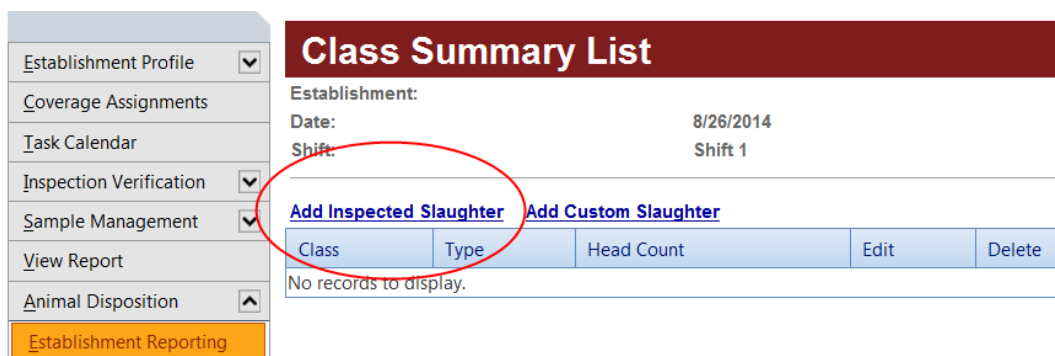 Establishment Profile
Coverage Assignments
Task Calendar
Inspection Verification
Sample Management
View Report
Animal Disposition
Establishment Reporting
Class Summary List
Establishment:
Date: 8/26/2014
Shift: Shift 1
Add Inspected Slaughter Add Custom Slaughter
Class Type Head Count Edit Delete
No records to display.